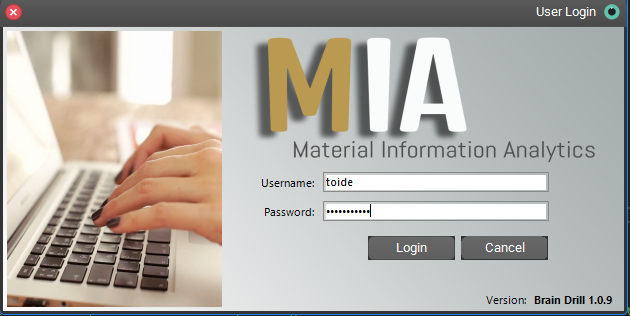 User Login
MIA
Material Information Analytics
Username: toide
Password: •••••••••••
Login Cancel
Version: Brain Drill 1.0.9